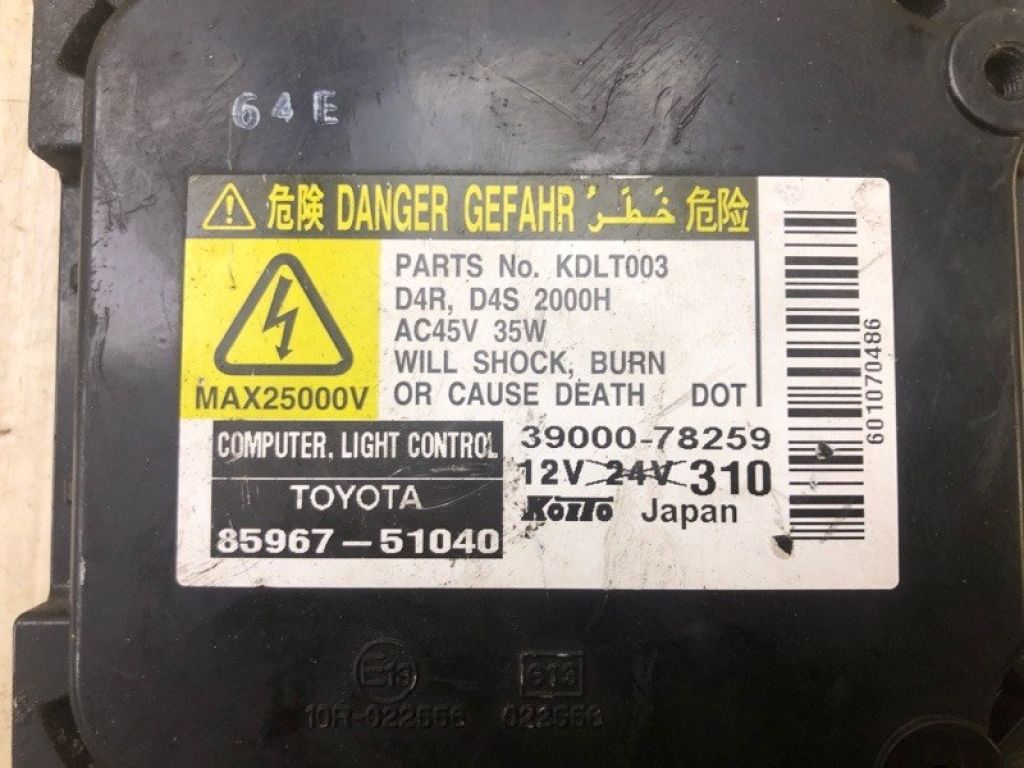 64E
危険 DANGER GEFAHR خَطَرٌ 危险
PARTS No. KDLT003
D4R, D4S 2000H
AC45V 35W
WILL SHOCK, BURN
OR CAUSE DEATH DOT
MAX25000V
COMPUTER, LIGHT CONTROL
TOYOTA
85967-51040
39000-78259
12V 24V 310
KOITO Japan
601070486
E13
10R-022556
022556